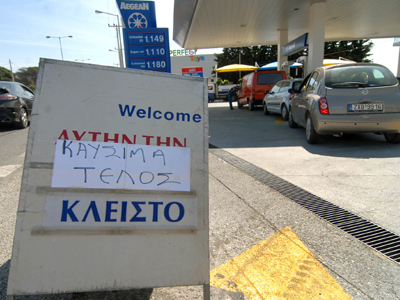 AEGEAN
1,149
1,110
1,180
Welcome
ΑΥΤΗΝ ΤΗΝ
ΚΑΥΣΙΜΑ
ΤΕΛΟΣ
ΚΛΕΙΣΤΟ